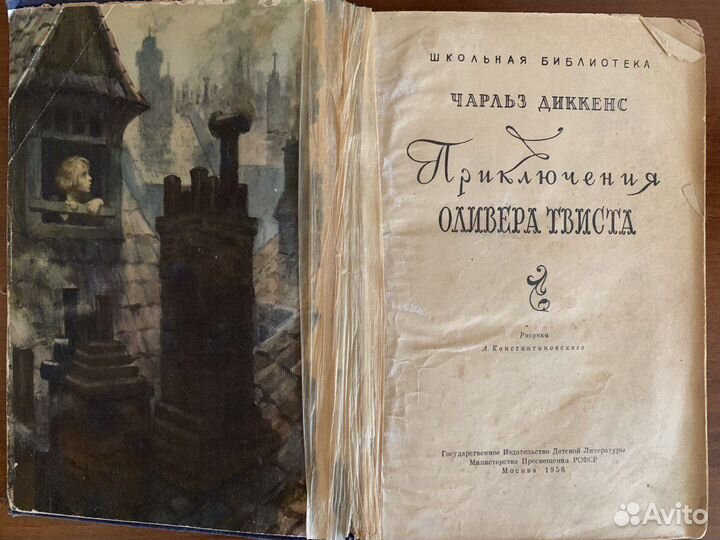 ШКОЛЬНАЯ БИБЛИОТЕКА
ЧАРЛЬЗ ДИККЕНС
Приключения
ОЛИВЕРА ТВИСТА
Рисунки
А. Константиновского
Государственное Издательство Детской Литературы
Министерства Просвещения РСФСР
Москва 1956
Avito